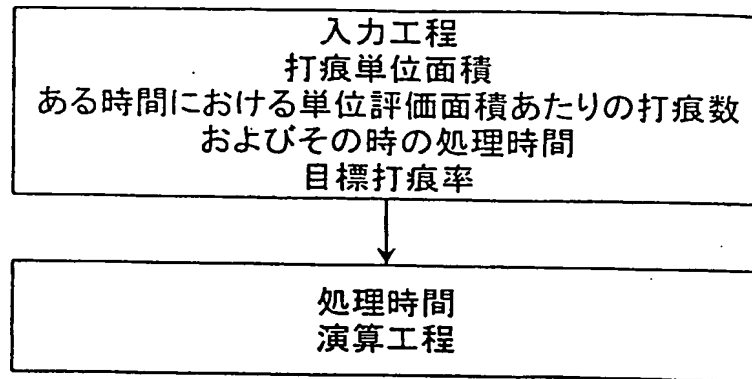 入力工程
打痕単位面積
ある時間における単位評価面積あたりの打痕数
およびその時の処理時間
目標打痕率
処理時間
演算工程